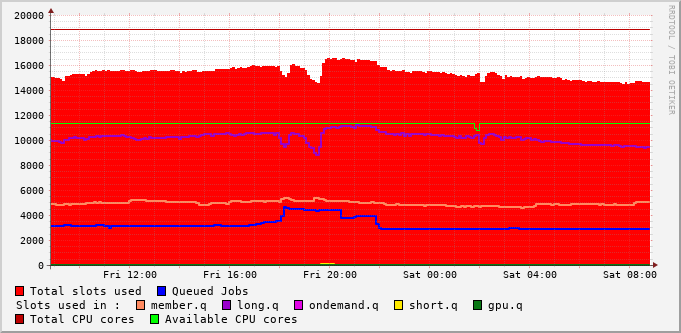 20000
18000
16000
14000
12000
10000
8000
6000
4000
2000
0
Fri 12:00 Fri 16:00 Fri 20:00 Sat 00:00 Sat 04:00 Sat 08:00
Total slots used Queued Jobs
Slots used in : member.q long.q ondemand.q short.q gpu.q
Total CPU cores Available CPU cores
RRDTOOL / TOBI OETIKER